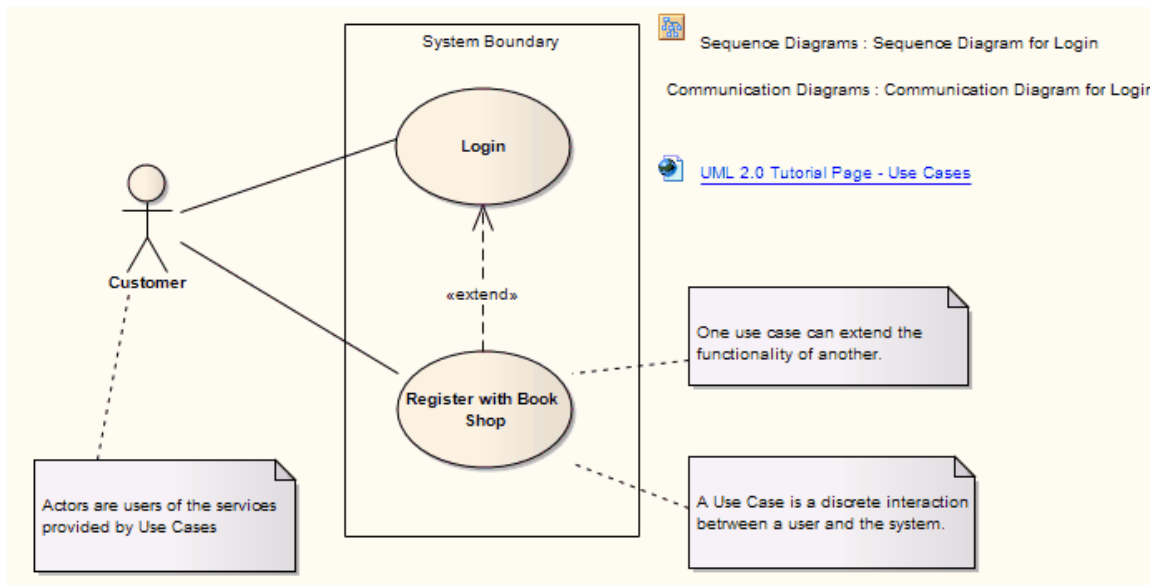 System Boundary
Sequence Diagrams : Sequence Diagram for Login
Communication Diagrams : Communication Diagram for Login
Login
UML 2.0 Tutorial Page - Use Cases
Customer
«extend»
One use case can extend the
functionality of another.
Register with Book
Shop
Actors are users of the services
provided by Use Cases
A Use Case is a discrete interaction
betrween a user and the system.